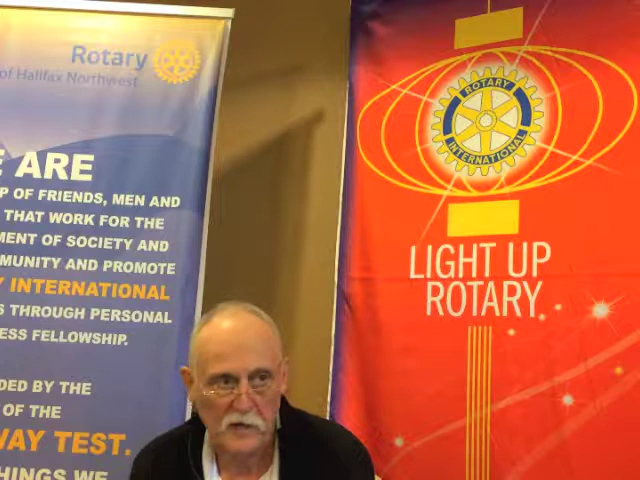 Rotary
of Halifax Northwest
E ARE
P OF FRIENDS, MEN AND
THAT WORK FOR THE
MENT OF SOCIETY AND
MUNITY AND PROMOTE
Y INTERNATIONAL
S THROUGH PERSONAL
ESS FELLOWSHIP.
DED BY THE
OF THE
WAY TEST.
HINGS WE
ROTARY
INTERNATIONAL
LIGHT UP
ROTARY